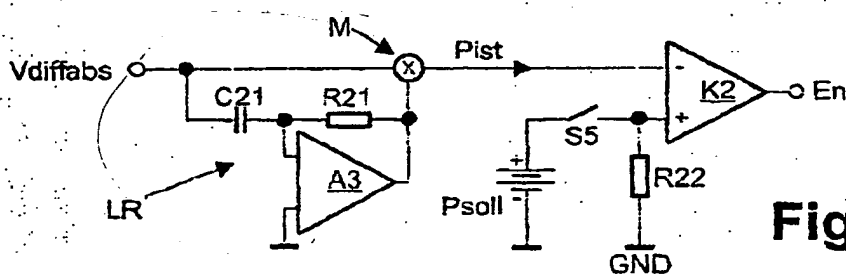 M
Vdiffabs
x
Pist
-
K2
En
C21
R21
+
S5
A3
+
Psoll
-
R22
LR
GND
Fig